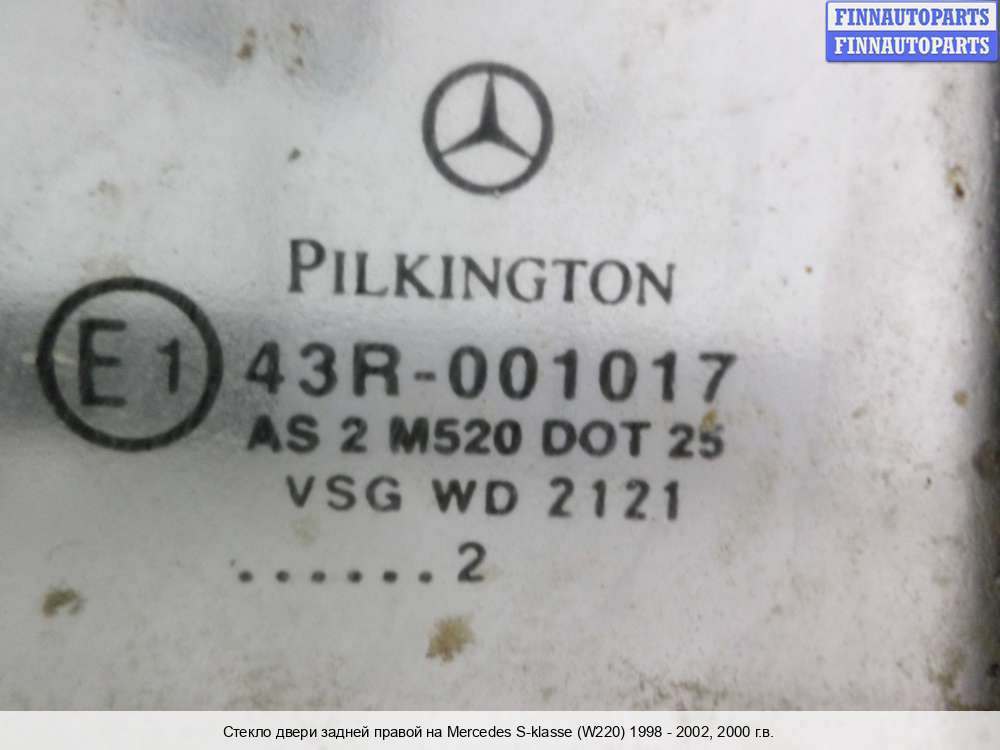 FINNAUTOPARTS
FINNAUTOPARTS
PILKINGTON
E1 43R-001017
AS 2 M520 DOT 25
VSG WD 2121
......2
Стекло двери задней правой на Mercedes S-klasse (W220) 1998 - 2002, 2000 г.в.